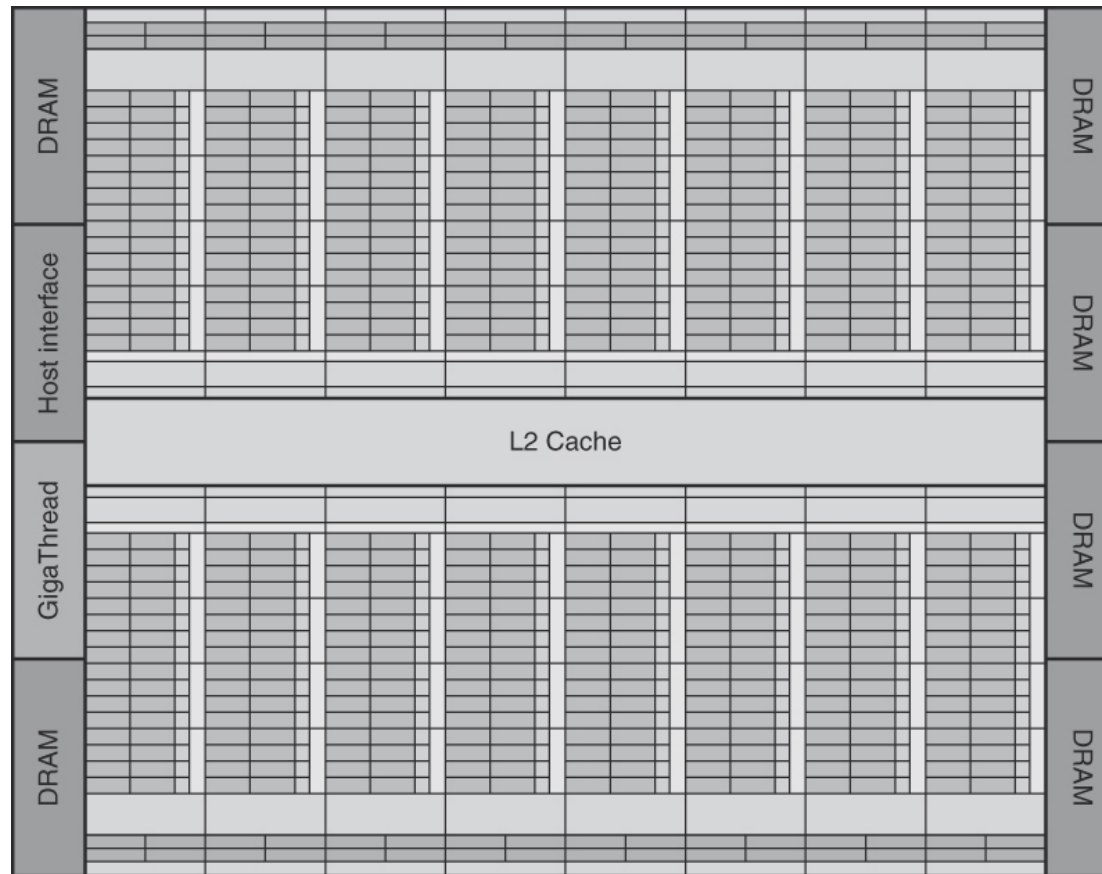 DRAM
Host interface
GigaThread
DRAM
L2 Cache
DRAM
DRAM
DRAM
DRAM